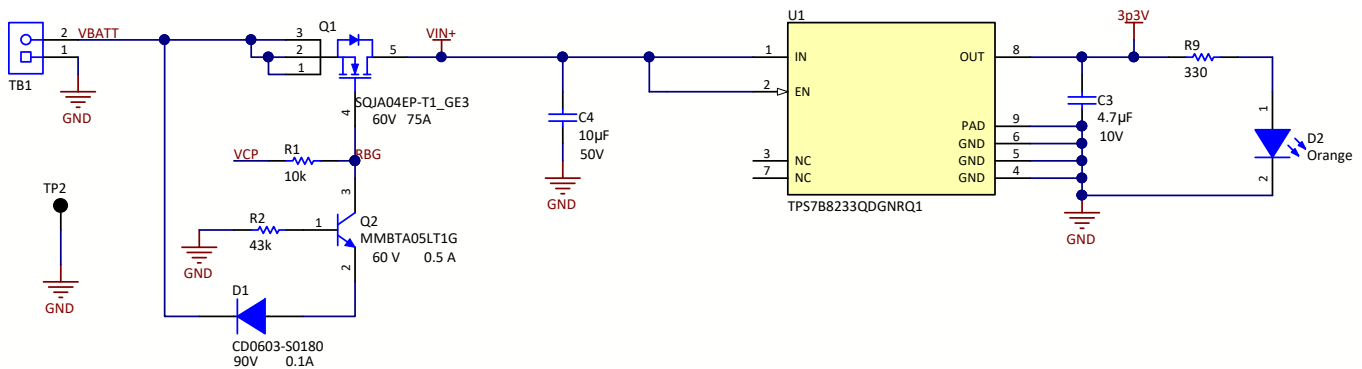 TB1
2
1
VBATT
GND
Q1
3
2
1
5
4
SQJA04EP-T1_GE3
60V 75A
VIN+
VCP
R1
10k
RBG
TP2
GND
R2
43k
GND
3
1
2
Q2
MMBTA05LT1G
60 V 0.5 A
D1
CD0603-S0180
90V 0.1A
C4
10µF
50V
GND
U1
1 IN
2 EN
3 NC
7 NC
OUT 8
PAD 9
GND 6
GND 5
GND 4
TPS7B8233QDGNRQ1
3p3V
C3
4.7µF
10V
GND
R9
330
1
2
D2
Orange